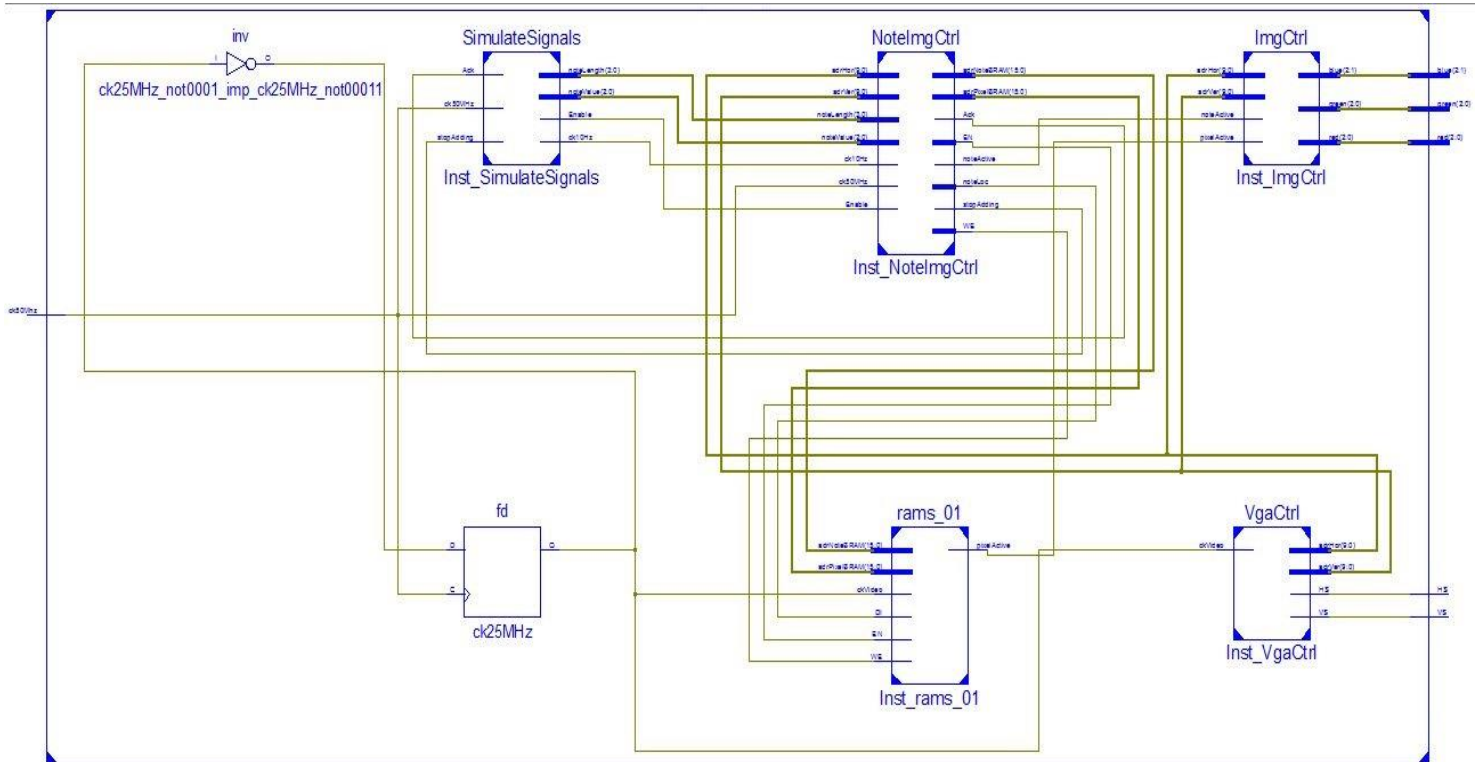 inv
I
O
ck25MHz_not0001_imp_ck25MHz_not00011
SimulateSignals
Ack
ck50MHz
stopAdding
noteLength(2:0)
noteValue(2:0)
Enable
ck10Hz
Inst_SimulateSignals
NoteImgCtrl
adrHor(9:0)
adrVer(9:0)
noteLength(2:0)
noteValue(2:0)
ck10Hz
ck50MHz
Enable
adrNoteBRAM(15:0)
adrPixelBRAM(15:0)
Ack
EN
noteActive
noteLoc
stopAdding
WE
Inst_NoteImgCtrl
ImgCtrl
adrHor(9:0)
adrVer(9:0)
noteActive
pixelActive
blue(2:1)
green(2:0)
red(2:0)
Inst_ImgCtrl
blue(2:1)
green(2:0)
red(2:0)
ck50Mhz
fd
D
C
Q
ck25MHz
rams_01
adrNoteBRAM(15:0)
adrPixelBRAM(15:0)
ckVideo
DI
EN
WE
pixelActive
Inst_rams_01
VgaCtrl
ckVideo
adrHor(9:0)
adrVer(9:0)
HS
VS
Inst_VgaCtrl
HS
VS